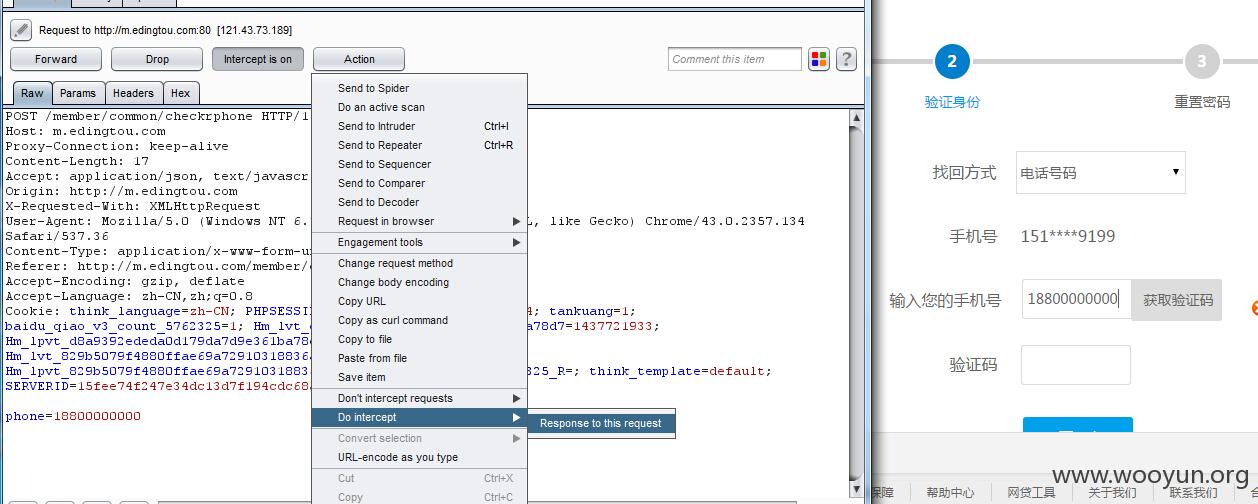 Request to http://m.edingtou.com:80 [121.43.73.189]
Forward
Drop
Intercept is on
Action
Comment this item
?
Raw
Params
Headers
Hex
POST /member/common/checkrphone HTTP/1
Host: m.edingtou.com
Proxy-Connection: keep-alive
Content-Length: 17
Accept: application/json, text/javascr
Origin: http://m.edingtou.com
X-Requested-With: XMLHttpRequest
User-Agent: Mozilla/5.0 (Windows NT 6. L, like Gecko) Chrome/43.0.2357.134
Safari/537.36
Content-Type: application/x-www-form-u
Referer: http://m.edingtou.com/member/
Accept-Encoding: gzip, deflate
Accept-Language: zh-CN,zh;q=0.8
Cookie: think_language=zh-CN; PHPSESSI 4; tankuang=1;
baidu_qiao_v3_count_5762325=1; Hm_lvt_ a78d7=1437721933;
Hm_lpvt_d8a9392ededa0d179da7d9e361ba78
Hm_lvt_829b5079f4880ffae69a72910318836
Hm_lpvt_829b5079f4880ffae69a7291031883 325_R=; think_template=default;
SERVERID=15fee74f247e34dc13d7f194cdc68
phone=18800000000
Send to Spider
Do an active scan
Send to Intruder Ctrl+I
Send to Repeater Ctrl+R
Send to Sequencer
Send to Comparer
Send to Decoder
Request in browser
Engagement tools
Change request method
Change body encoding
Copy URL
Copy as curl command
Copy to file
Paste from file
Save item
Don't intercept requests
Do intercept
Response to this request
Convert selection
URL-encode as you type
Cut Ctrl+X
Copy Ctrl+C
2
3
验证身份
重置密码
找回方式
电话号码
手机号 151****9199
输入您的手机号 18800000000 获取验证码
验证码
www.wooyun.org
保障 帮助中心 网贷工具 关于我们 联系我们